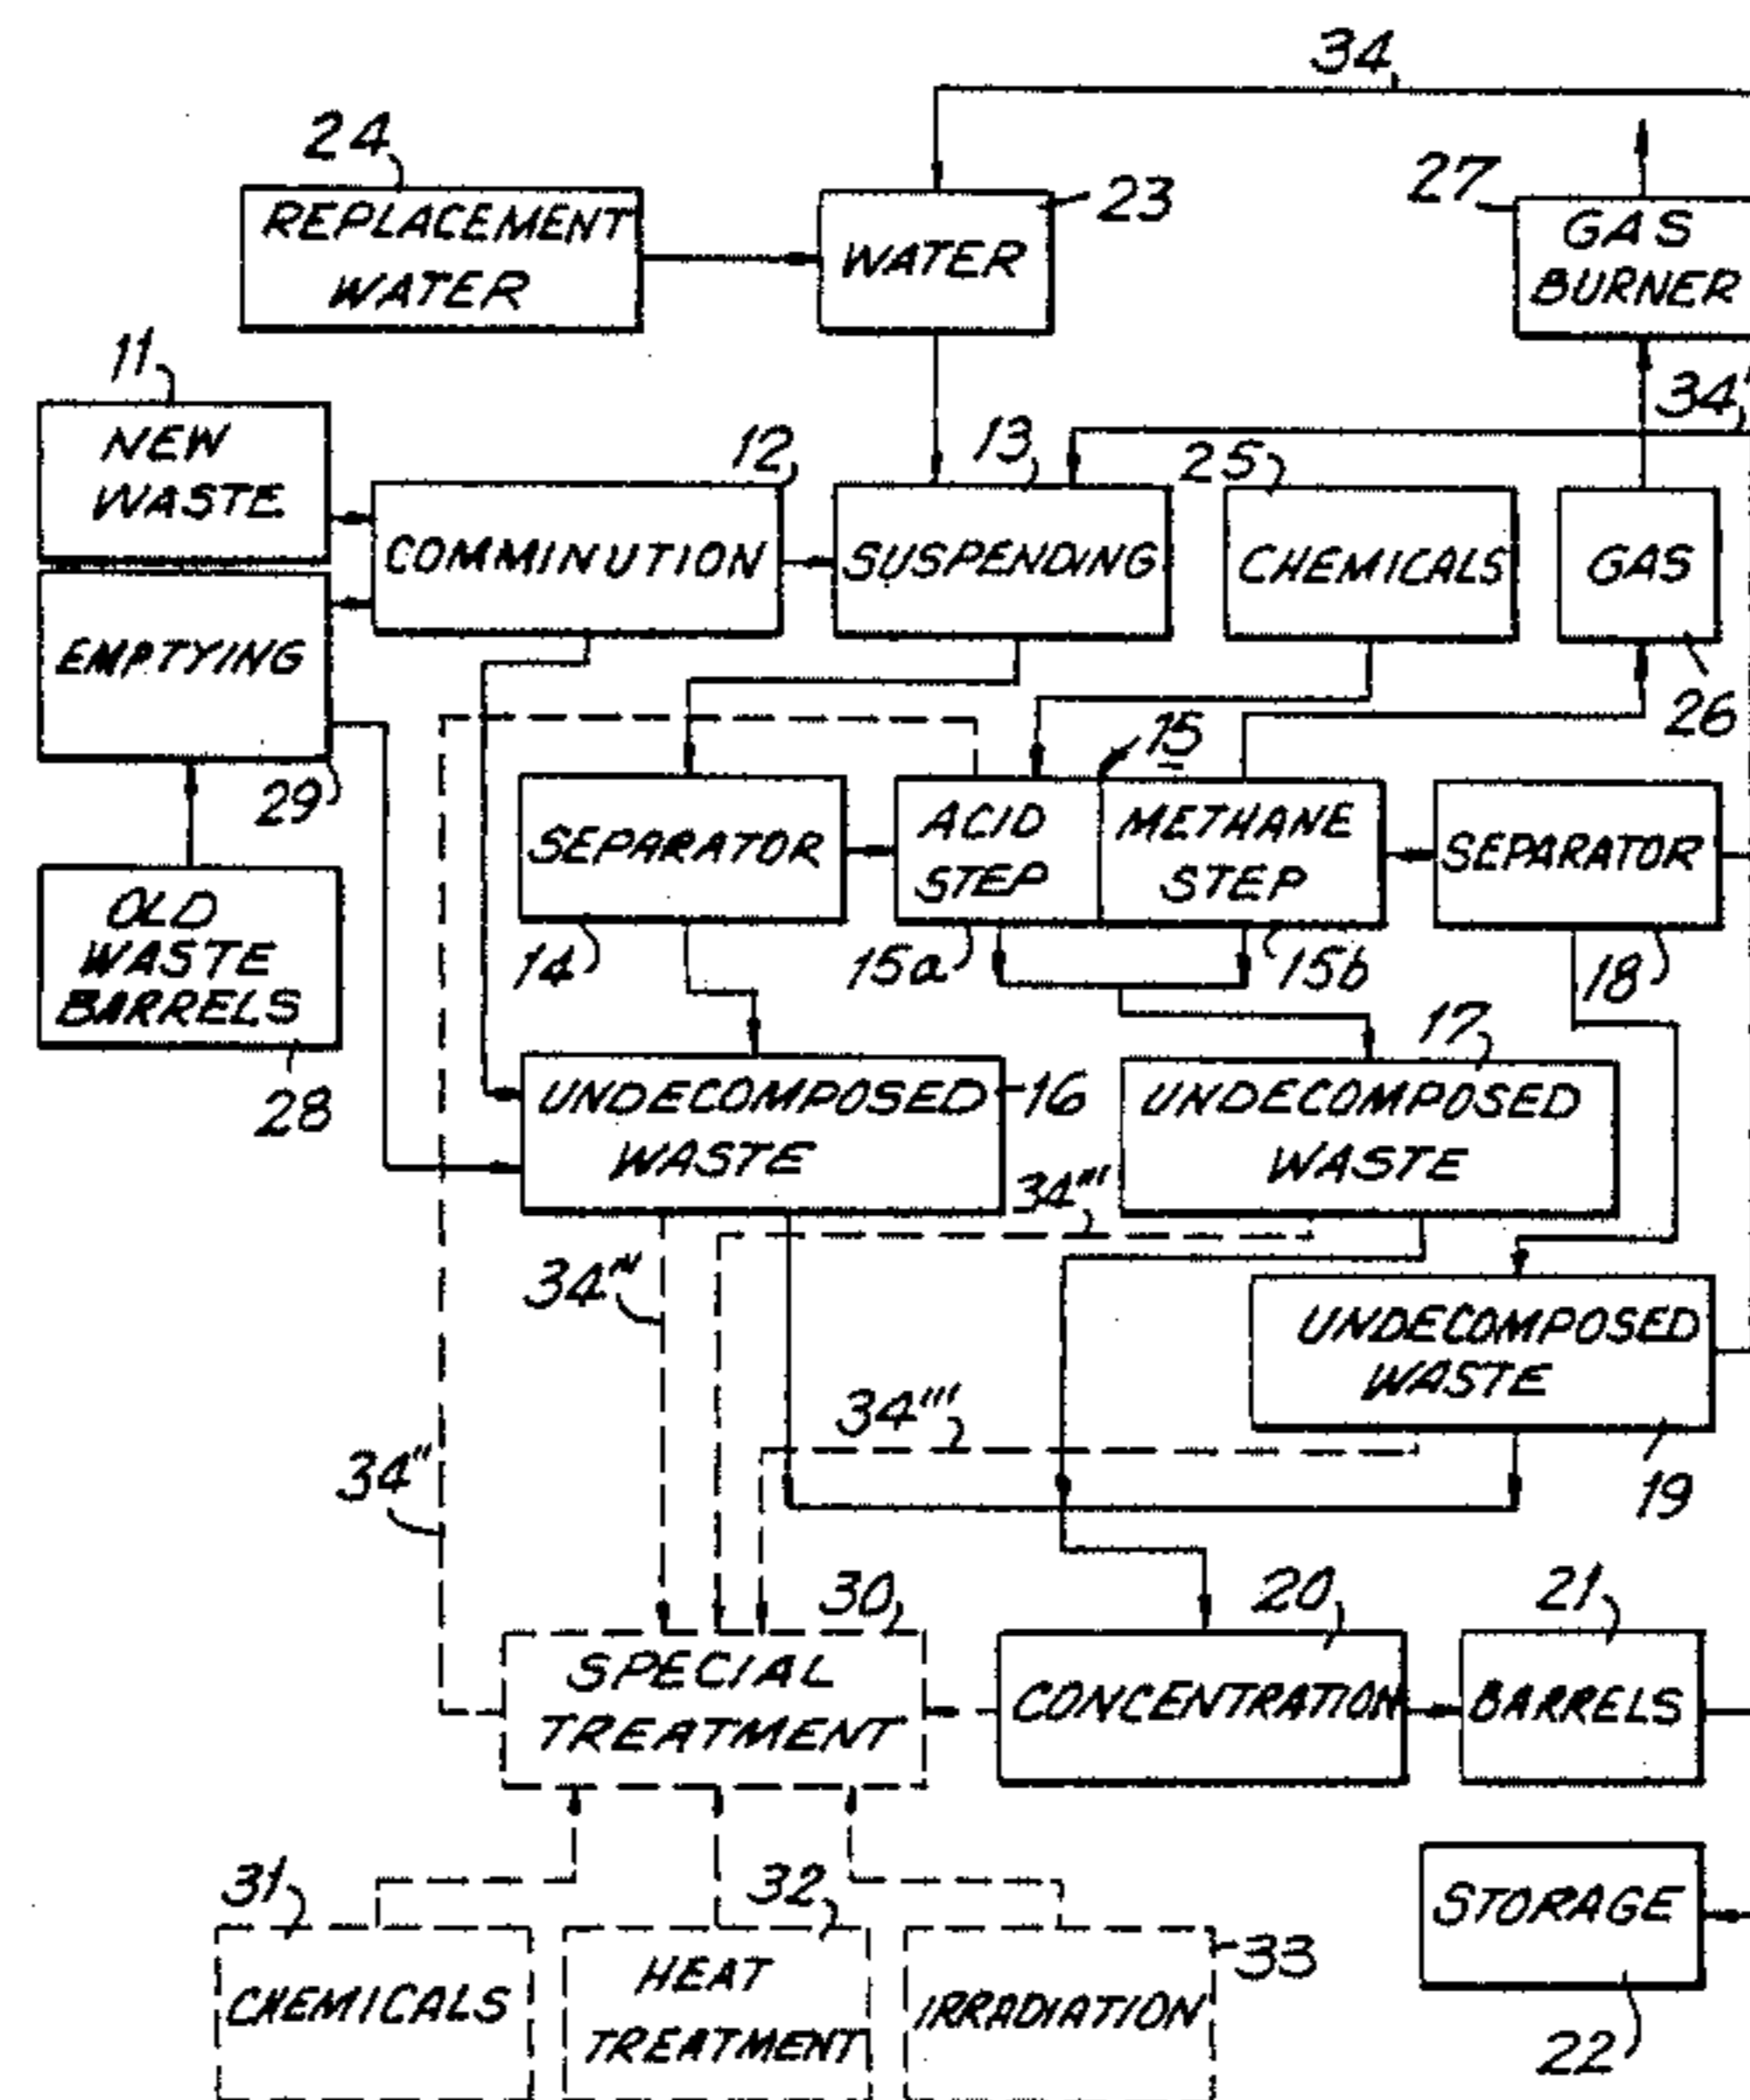 34
24
REPLACEMENT
WATER
WATER
23
27
GAS
BURNER
34'
11
NEW
WASTE
12
COMMINUTION
13
SUSPENDING
25
CHEMICALS
GAS
26
EMPTYING
29
OLD
WASTE
BARRELS
28
SEPARATOR
14
15
ACID
STEP
15a
METHANE
STEP
15b
SEPARATOR
18
UNDECOMPOSED
WASTE
16
17
UNDECOMPOSED
WASTE
34'''
34'''
UNDECOMPOSED
WASTE
19
34'''
34''
30
SPECIAL
TREATMENT
20
CONCENTRATION
21
BARRELS
31
CHEMICALS
32
HEAT
TREATMENT
IRRADIATION
33
STORAGE
22